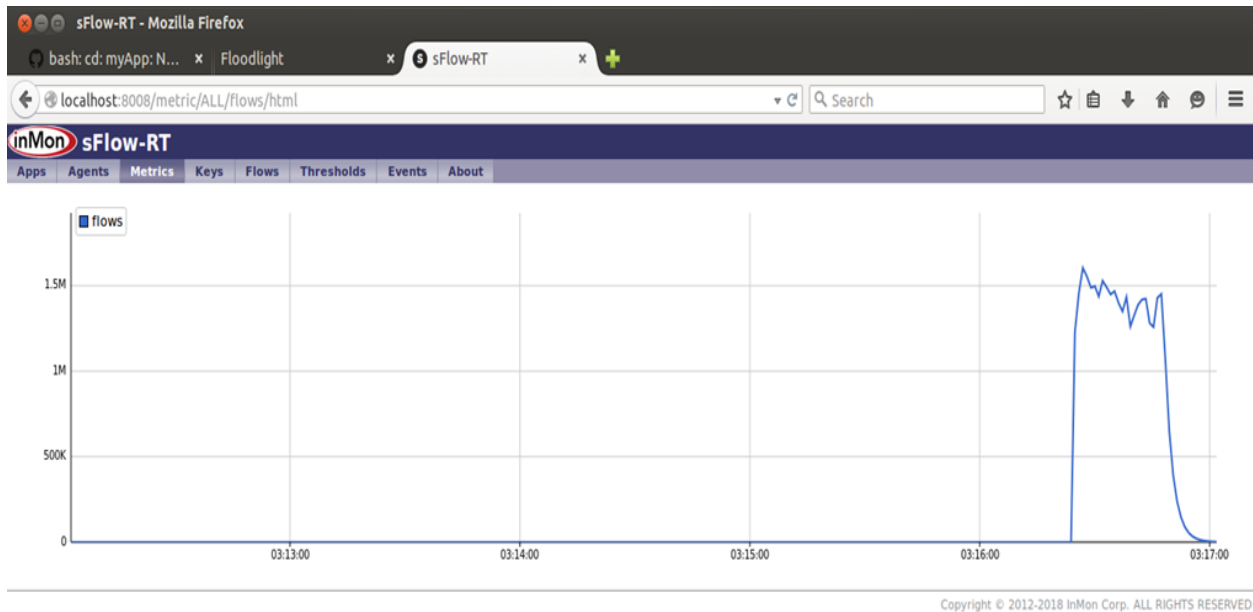 sFlow-RT - Mozilla Firefox
bash: cd: myApp: N... × Floodlight × S sFlow-RT ×
localhost:8008/metric/ALL/flows/html Search
inMon sFlow-RT
Apps Agents Metrics Keys Flows Thresholds Events About
flows
1.5M
1M
500K
0
03:13:00 03:14:00 03:15:00 03:16:00 03:17:00
Copyright © 2012-2018 InMon Corp. ALL RIGHTS RESERVED